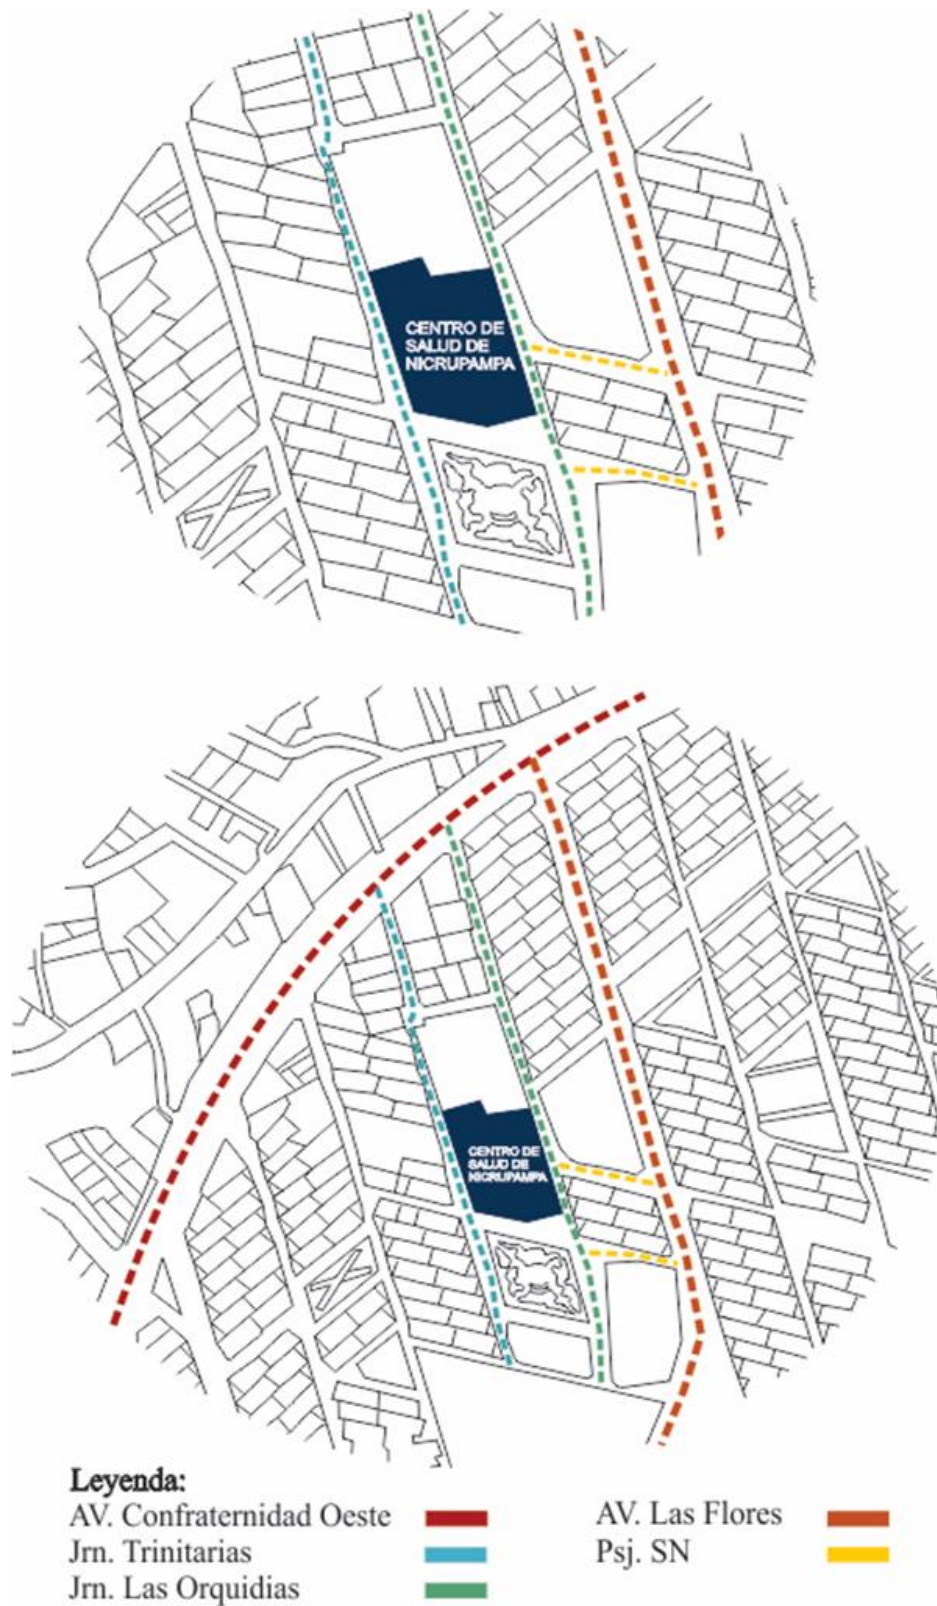 CENTRO DE
SALUD DE
NICRUPAMPA
CENTRO DE
SALUD DE
NICRUPAMPA
Leyenda:
AV. Confraternidad Oeste
Jrn. Trinitarias
Jrn. Las Orquidias
AV. Las Flores
Psj. SN